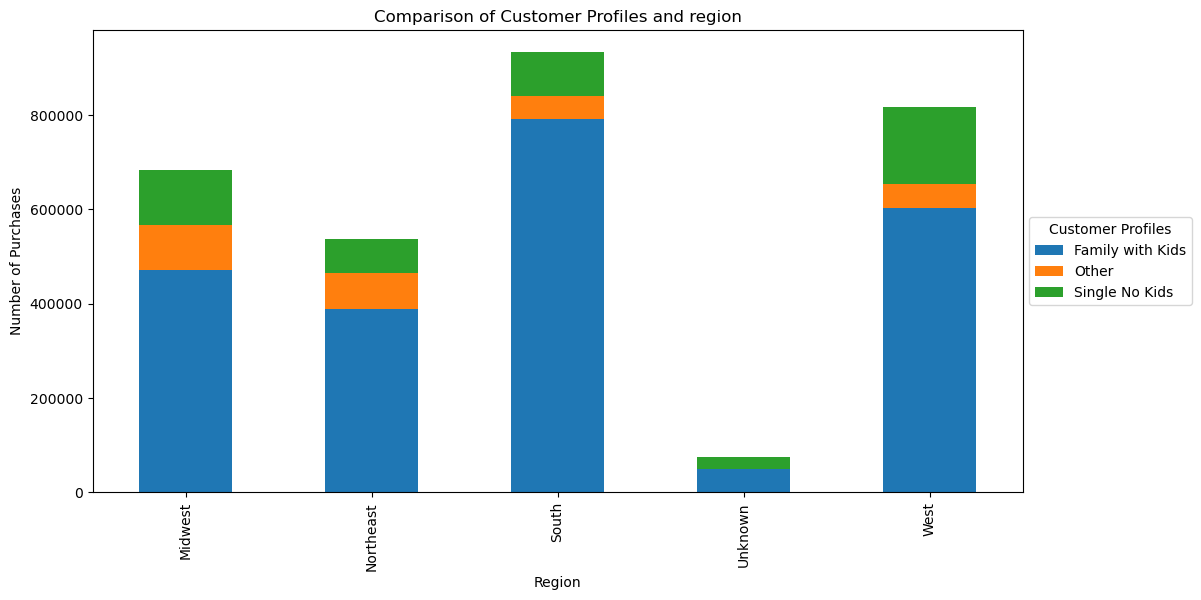 Comparison of Customer Profiles and region
Number of Purchases
800000
600000
400000
200000
0
Midwest
Northeast
South
Unknown
West
Region
Customer Profiles
Family with Kids
Other
Single No Kids